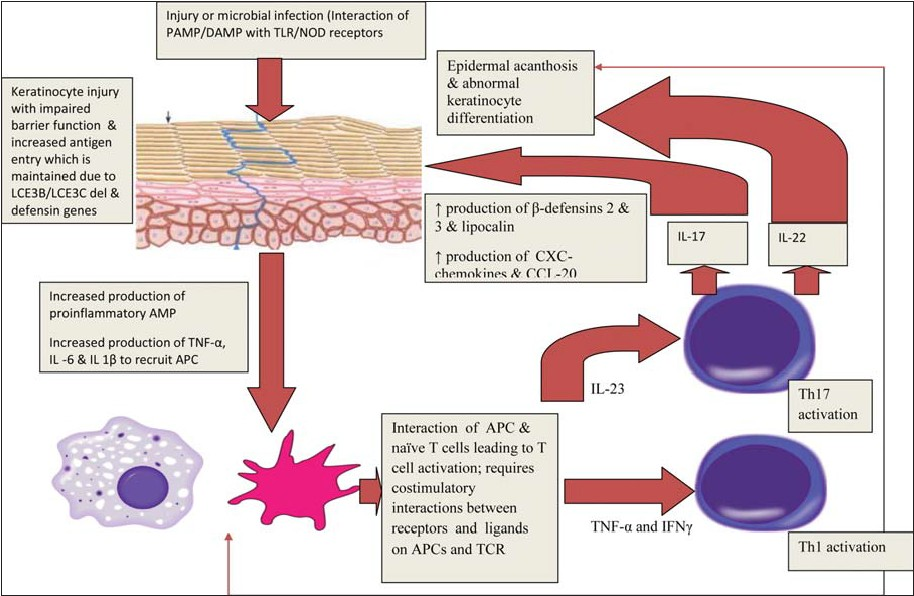 Injury or microbial infection (Interaction of
PAMP/DAMP with TLR/NOD receptors
Keratinocyte injury
with impaired
barrier function &
increased antigen
entry which is
maintained due to
LCE3B/LCE3C del &
defensin genes
Epidermal acanthosis
& abnormal
keratinocyte
differentiation
↑ production of β-defensins 2 &
3 & lipocalin
↑ production of CXC-
chemokines & CCL-20
IL-17
IL-22
Increased production of
proinflammatory AMP
Increased production of TNF-α,
IL -6 & IL 1β to recruit APC
IL-23
Th17
activation
Interaction of APC &
naïve T cells leading to T
cell activation; requires
costimulatory
interactions between
receptors and ligands
on APCs and TCR
TNF-α and IFNγ
Th1 activation